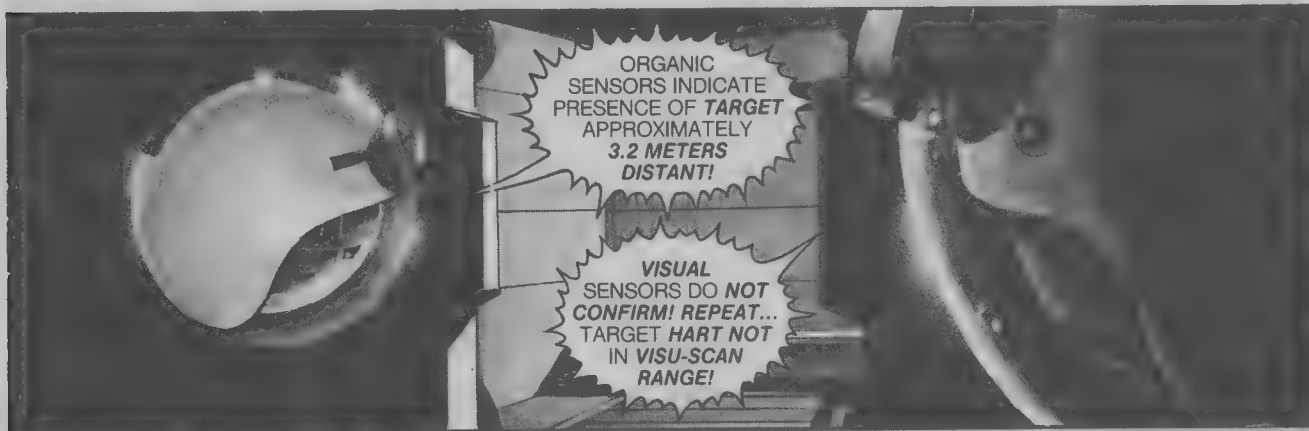 ORGANIC
SENSORS INDICATE
PRESENCE OF TARGET
APPROXIMATELY
3.2 METERS
DISTANT!
VISUAL
SENSORS DO NOT
CONFIRM! REPEAT...
TARGET HART NOT
IN VISU-SCAN
RANGE!